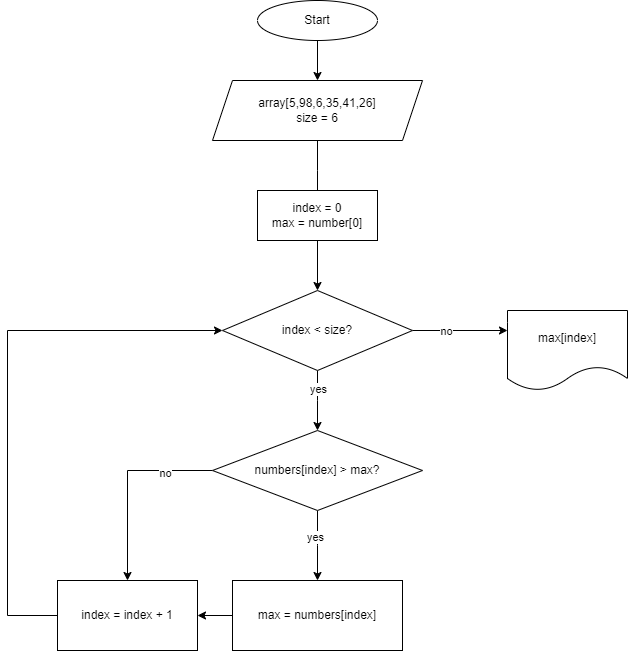 Start
array[5,98,6,35,41,26]
size = 6
index = 0
max = number[0]
index < size?
no
max[index]
yes
numbers[index] > max?
no
yes
index = index + 1
max = numbers[index]